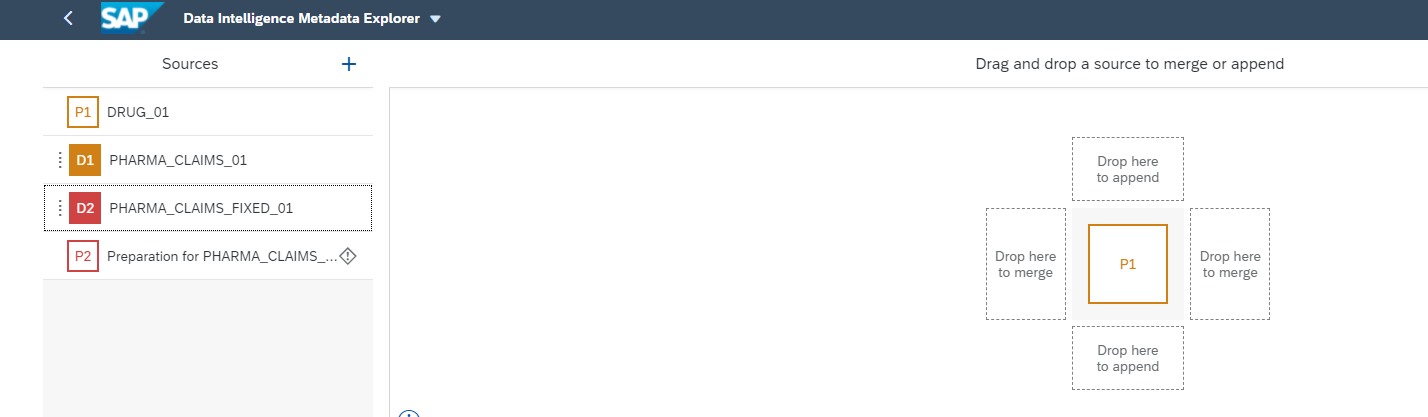 SAP Data Intelligence Metadata Explorer
Sources
Drag and drop a source to merge or append
P1 DRUG_01
D1 PHARMA_CLAIMS_01
D2 PHARMA_CLAIMS_FIXED_01
P2 Preparation for PHARMA_CLAIMS_...
Drop here
to append
Drop here
to merge
P1
Drop here
to merge
Drop here
to append